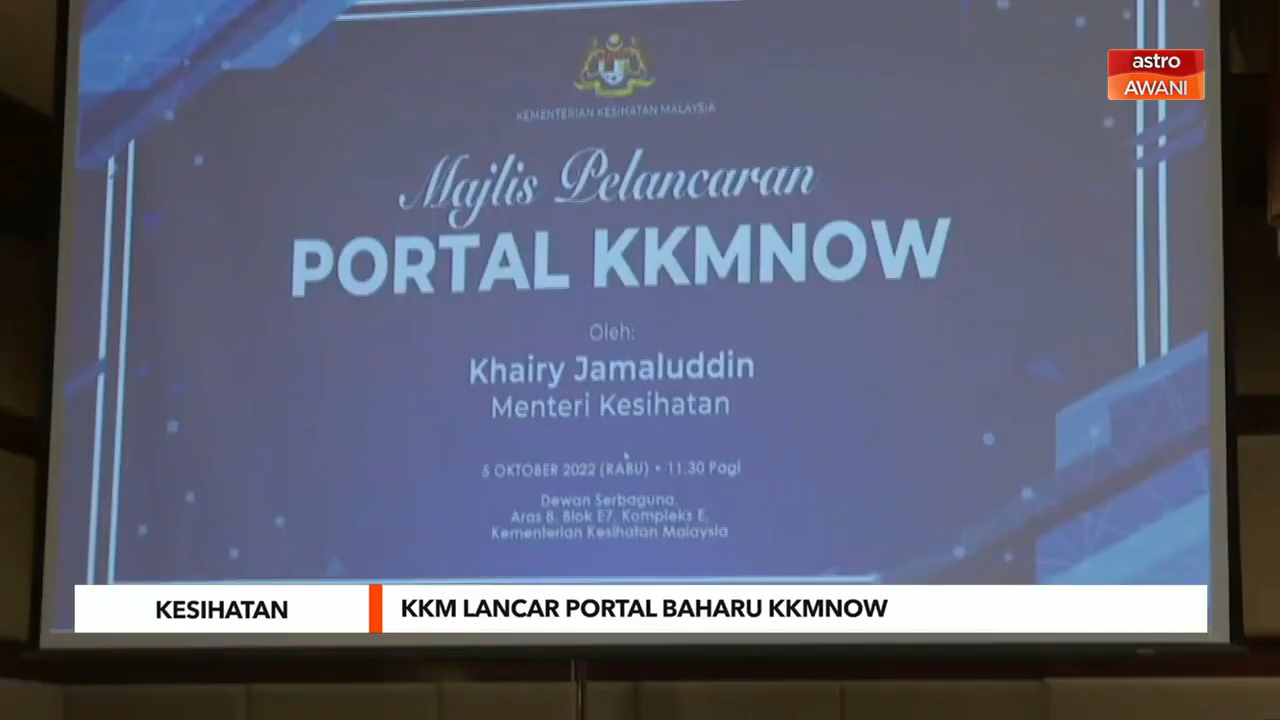 astro
AWANI
KEMENTERIAN KESIHATAN MALAYSIA
Majlis Pelancaran
PORTAL KKMNOW
Oleh:
Khairy Jamaluddin
Menteri Kesihatan
5 OKTOBER 2022 (RABU) • 11.30 Pagi
Dewan Serbaguna,
Aras 8, Blok E7, Kompleks E,
Kementerian Kesihatan Malaysia
KESIHATAN
KKM LANCAR PORTAL BAHARU KKMNOW